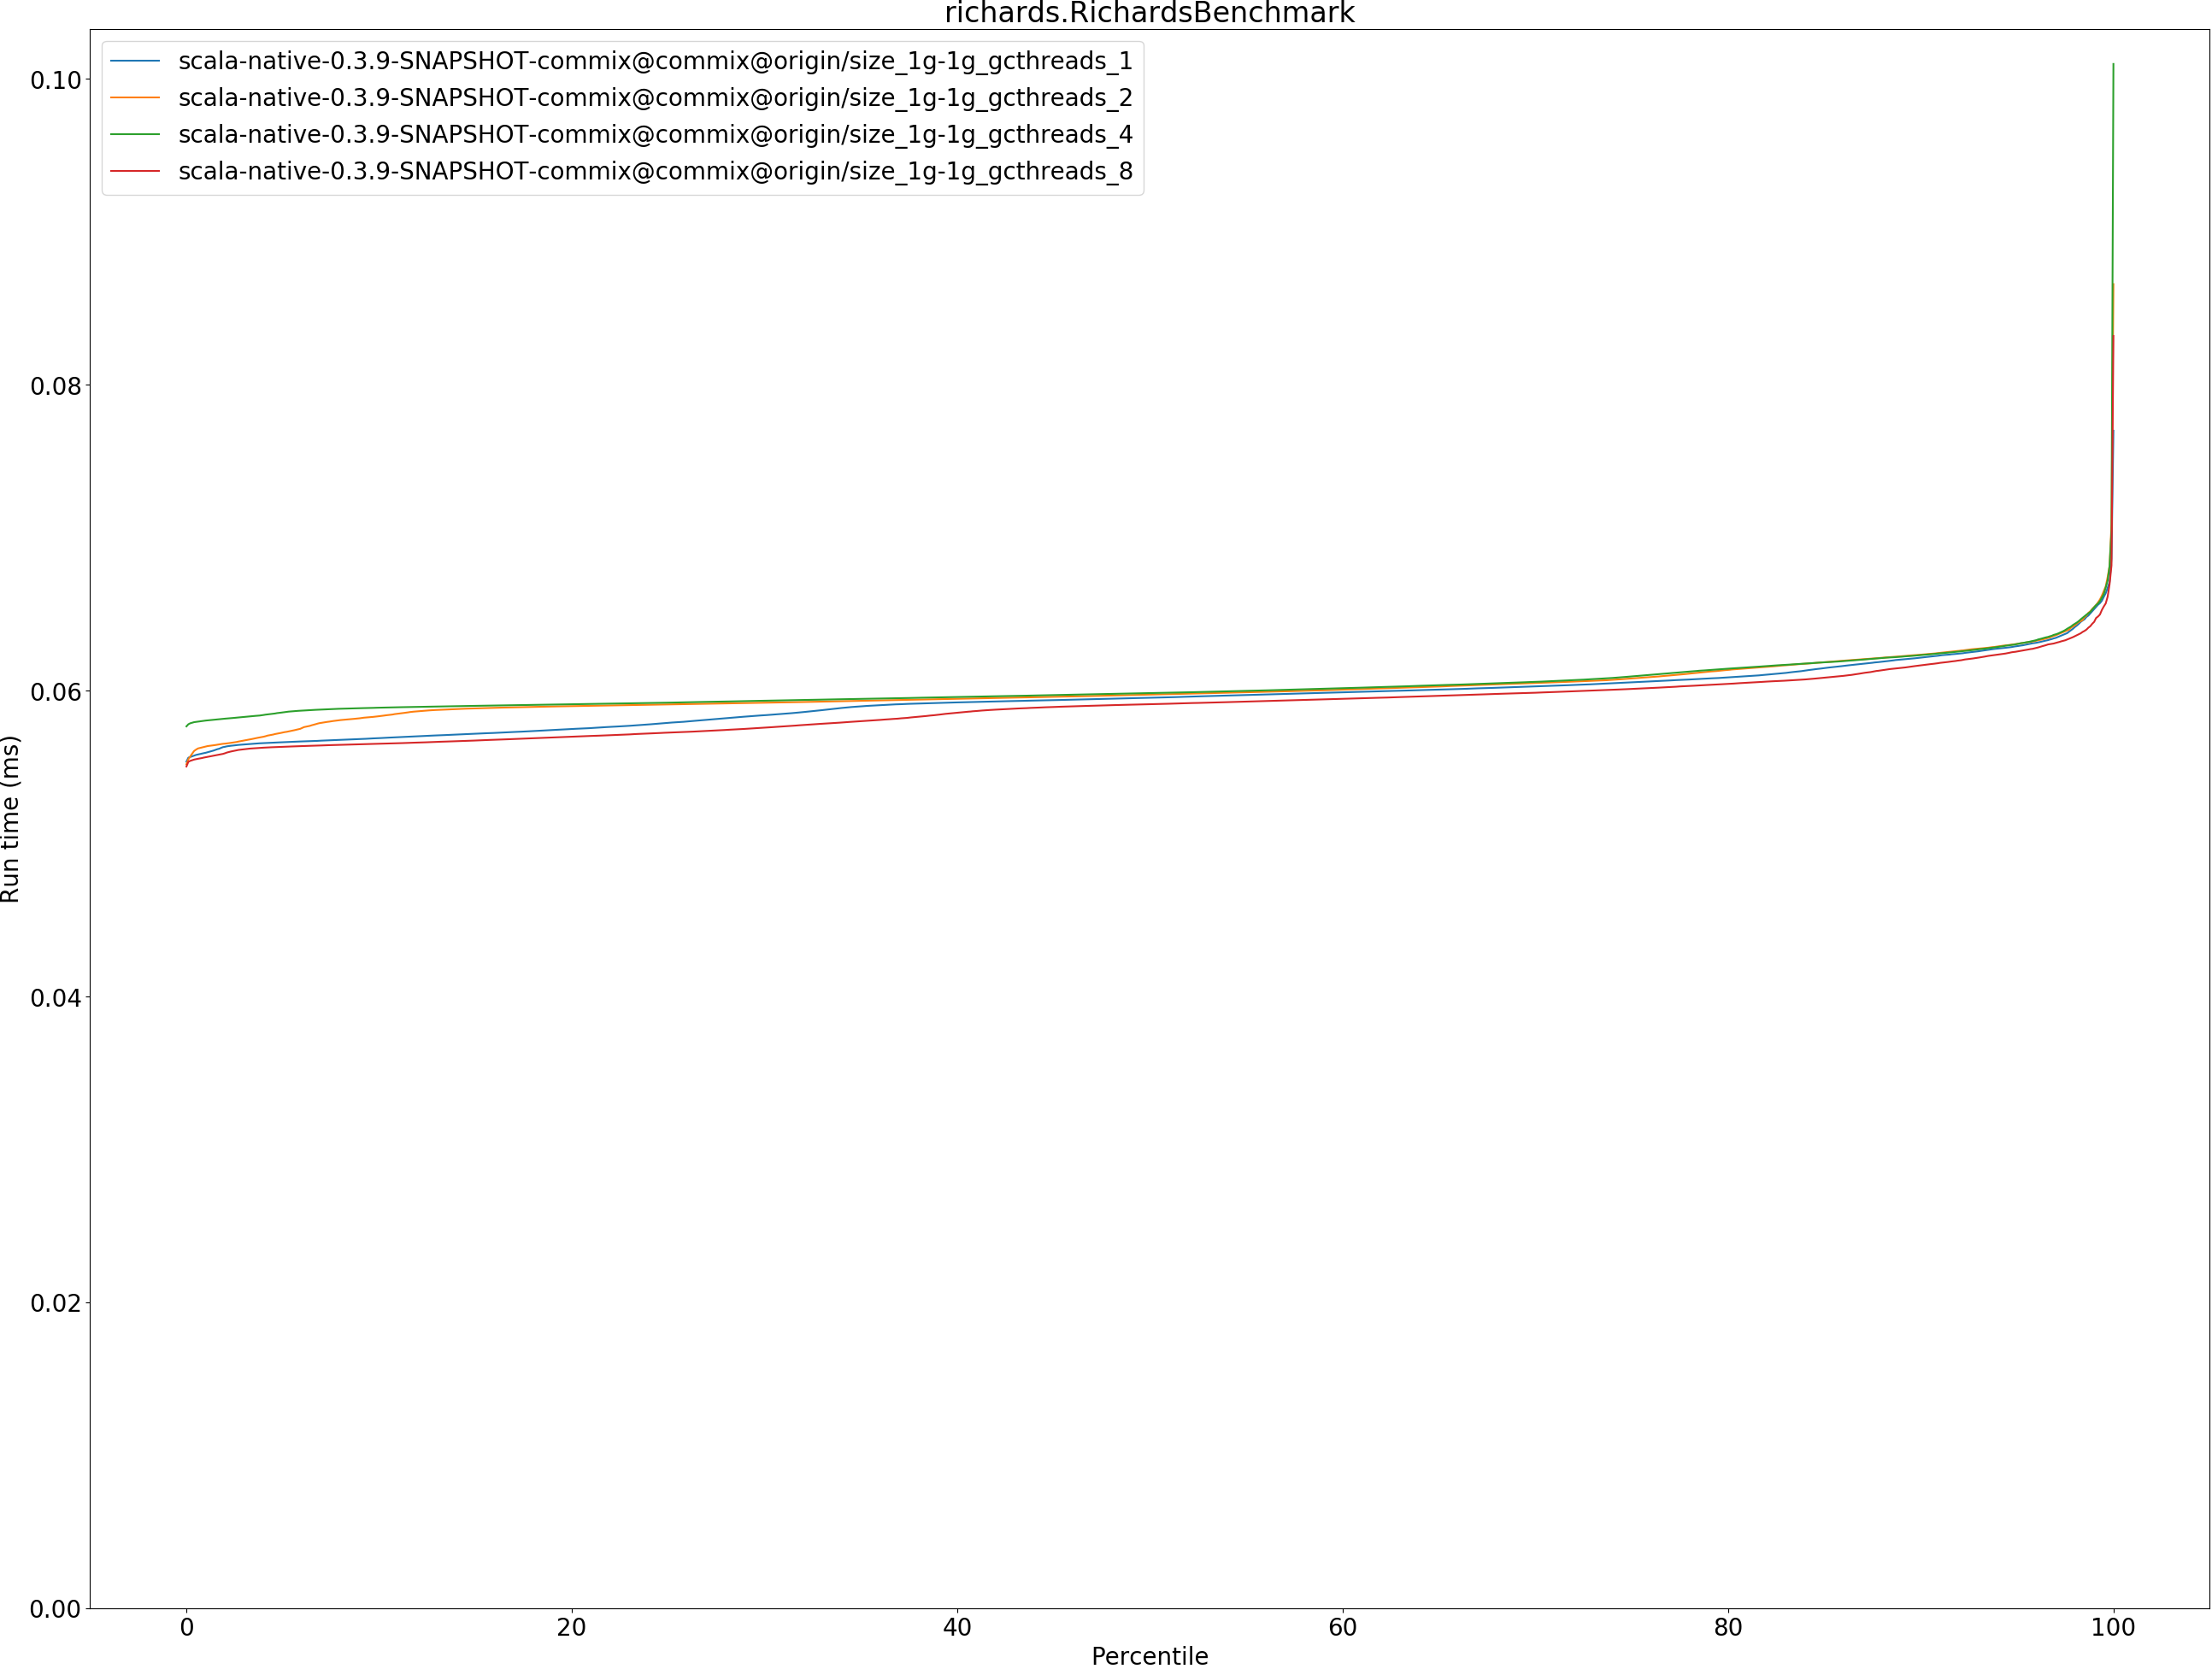 richards.RichardsBenchmark
scala-native-0.3.9-SNAPSHOT-commix@commix@origin/size_1g-1g_gcthreads_1
scala-native-0.3.9-SNAPSHOT-commix@commix@origin/size_1g-1g_gcthreads_2
scala-native-0.3.9-SNAPSHOT-commix@commix@origin/size_1g-1g_gcthreads_4
scala-native-0.3.9-SNAPSHOT-commix@commix@origin/size_1g-1g_gcthreads_8
0.10
0.08
0.06
0.04
0.02
0.00
Run time (ms)
0 20 40 60 80 100
Percentile